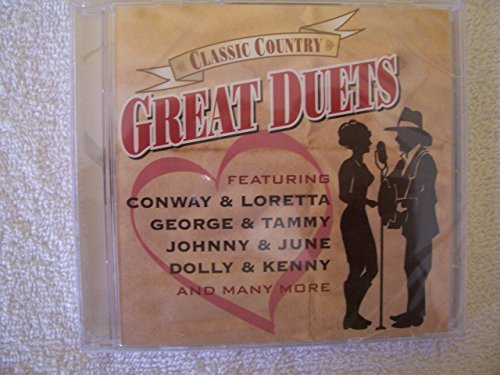 CLASSIC COUNTRY
GREAT DUETS
FEATURING
CONWAY & LORETTA
GEORGE & TAMMY
JOHNNY & JUNE
DOLLY & KENNY
AND MANY MORE